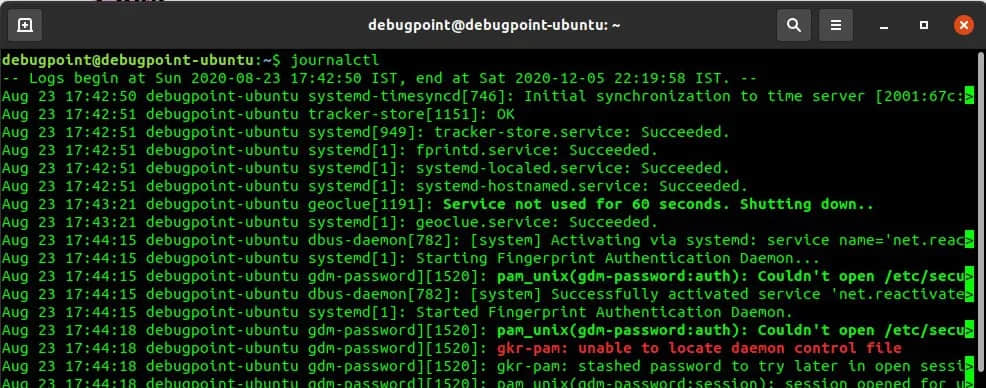 debugpoint@debugpoint-ubuntu: ~
debugpoint@debugpoint-ubuntu:~$ journalctl
-- Logs begin at Sun 2020-08-23 17:42:50 IST, end at Sat 2020-12-05 22:19:58 IST. --
Aug 23 17:42:50 debugpoint-ubuntu systemd-timesyncd[746]: Initial synchronization to time server [2001:67c:>
Aug 23 17:42:51 debugpoint-ubuntu tracker-store[1151]: OK
Aug 23 17:42:51 debugpoint-ubuntu systemd[949]: tracker-store.service: Succeeded.
Aug 23 17:42:51 debugpoint-ubuntu systemd[1]: fprintd.service: Succeeded.
Aug 23 17:42:51 debugpoint-ubuntu systemd[1]: systemd-localed.service: Succeeded.
Aug 23 17:42:51 debugpoint-ubuntu systemd[1]: systemd-hostnamed.service: Succeeded.
Aug 23 17:43:21 debugpoint-ubuntu geoclue[1191]: Service not used for 60 seconds. Shutting down..
Aug 23 17:43:21 debugpoint-ubuntu systemd[1]: geoclue.service: Succeeded.
Aug 23 17:44:15 debugpoint-ubuntu dbus-daemon[782]: [system] Activating via systemd: service name='net.reac>
Aug 23 17:44:15 debugpoint-ubuntu systemd[1]: Starting Fingerprint Authentication Daemon...
Aug 23 17:44:15 debugpoint-ubuntu gdm-password][1520]: pam_unix(gdm-password:auth): Couldn't open /etc/secu>
Aug 23 17:44:15 debugpoint-ubuntu dbus-daemon[782]: [system] Successfully activated service 'net.reactivate>
Aug 23 17:44:15 debugpoint-ubuntu systemd[1]: Started Fingerprint Authentication Daemon.
Aug 23 17:44:18 debugpoint-ubuntu gdm-password][1520]: pam_unix(gdm-password:auth): Couldn't open /etc/secu>
Aug 23 17:44:18 debugpoint-ubuntu gdm-password][1520]: gkr-pam: unable to locate daemon control file
Aug 23 17:44:18 debugpoint-ubuntu gdm-password][1520]: gkr-pam: stashed password to try later in open sessi>
Aug 23 17:44:18 debugpoint-ubuntu gdm-password][1520]: pam_unix(gdm-password:session): session opened for u>